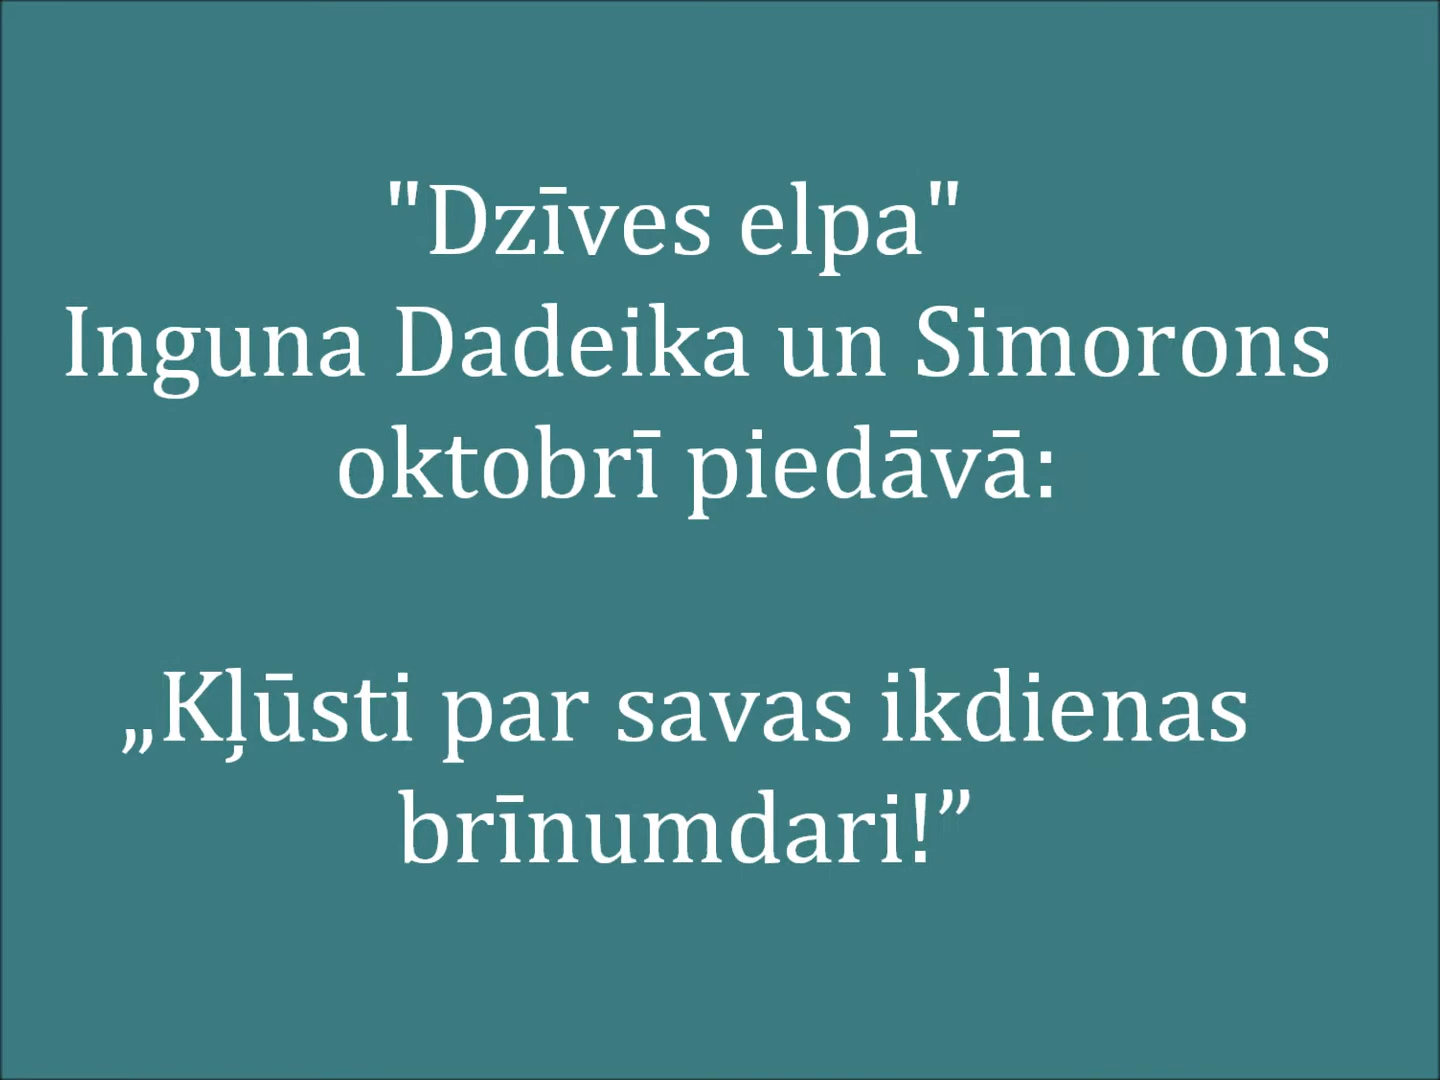 "Dzīves elpa"
Inguna Dadeika un Simorons
oktobrī piedāvā:
„Kļūsti par savas ikdienas
brīnumdari!”